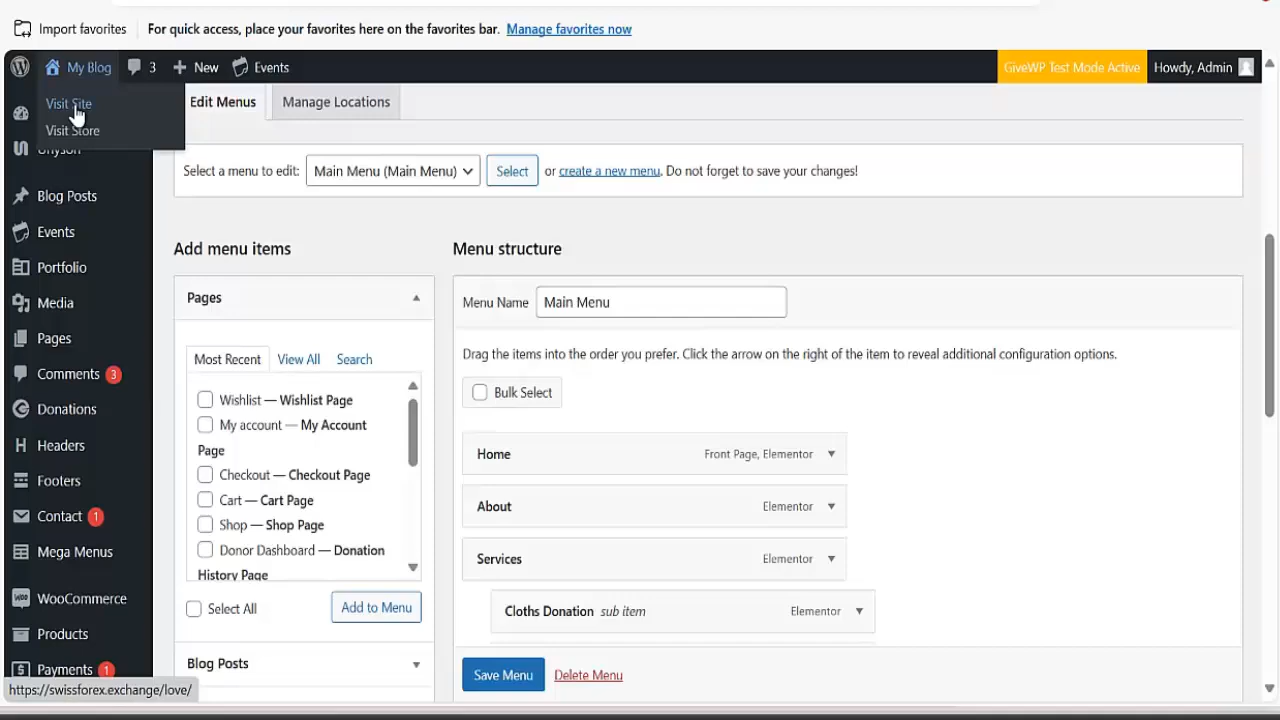 Import favorites
For quick access, place your favorites here on the favorites bar. Manage favorites now
My Blog 3 New Events GiveWP Test Mode Active Howdy, Admin
Visit Site
Visit Store
Edit Menus Manage Locations
Unyson
Blog Posts
Events
Portfolio
Media
Pages
Comments 3
Donations
Headers
Footers
Contact 1
Mega Menus
WooCommerce
Products
Payments 1
Select a menu to edit: Main Menu (Main Menu) Select or create a new menu. Do not forget to save your changes!
Add menu items
Pages
Most Recent View All Search
Wishlist — Wishlist Page
My account — My Account
Page
Checkout — Checkout Page
Cart — Cart Page
Shop — Shop Page
Donor Dashboard — Donation
History Page
Select All Add to Menu
Blog Posts
Menu structure
Menu Name Main Menu
Drag the items into the order you prefer. Click the arrow on the right of the item to reveal additional configuration options.
Bulk Select
Home Front Page, Elementor
About Elementor
Services Elementor
Cloths Donation sub item Elementor
Save Menu Delete Menu
https://swissforex.exchange/love/